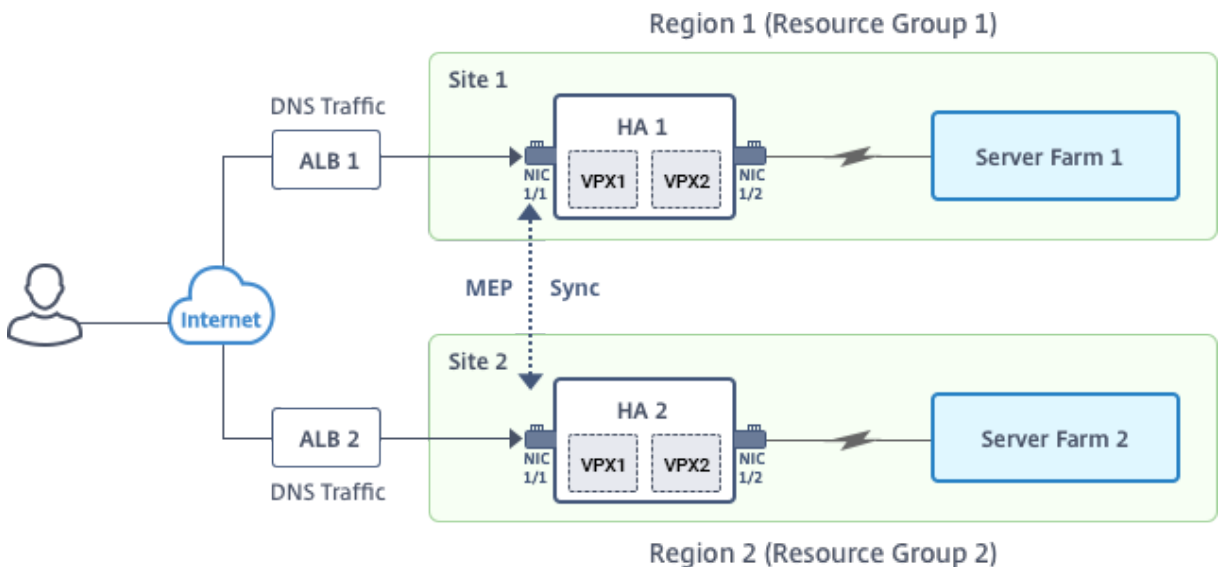 Region 1 (Resource Group 1)
Site 1
DNS Traffic
ALB 1
HA 1
VPX1
VPX2
NIC
1/1
NIC
1/2
Server Farm 1
MEP
Sync
Internet
Site 2
ALB 2
DNS Traffic
HA 2
VPX1
VPX2
NIC
1/1
NIC
1/2
Server Farm 2
Region 2 (Resource Group 2)